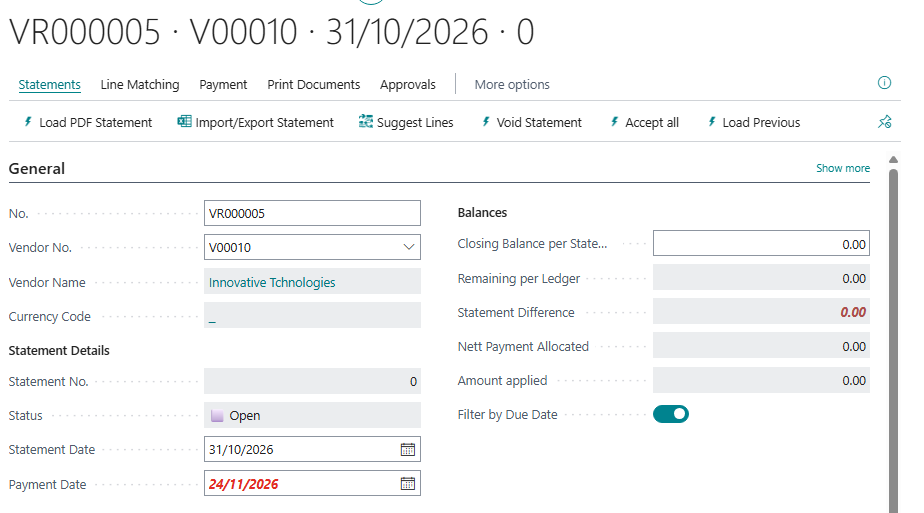 VR000005 · V00010 · 31/10/2026 · 0
Statements Line Matching Payment Print Documents Approvals More options
Load PDF Statement Import/Export Statement Suggest Lines Void Statement Accept all Load Previous
General Show more
No. VR000005
Vendor No. V00010
Vendor Name Innovative Tchnologies
Currency Code _
Statement Details
Statement No. 0
Status Open
Statement Date 31/10/2026
Payment Date 24/11/2026
Balances
Closing Balance per State... 0.00
Remaining per Ledger 0.00
Statement Difference 0.00
Nett Payment Allocated 0.00
Amount applied 0.00
Filter by Due Date